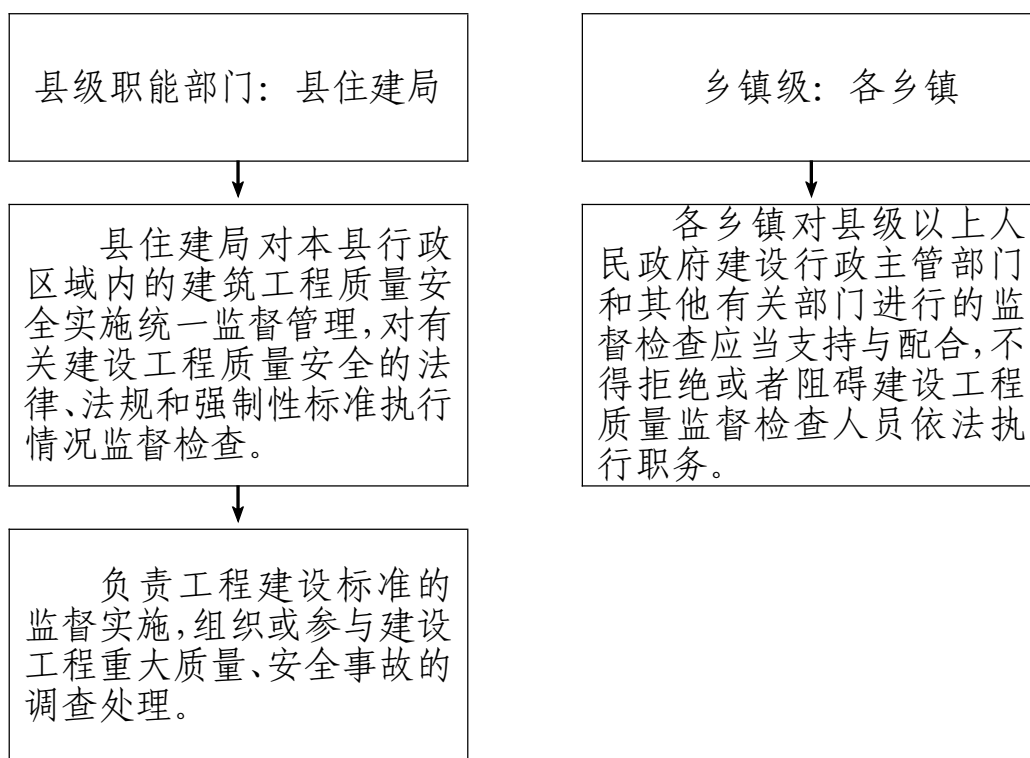 县级职能部门：县住建局
县住建局对本县行政
区域内的建筑工程质量安
全实施统一监督管理，对有
关建设工程质量安全的法
律、法规和强制性标准执行
情况监督检查。
负责工程建设标准的
监督实施，组织或参与建设
工程重大质量、安全事故的
调查处理。
乡镇级：各乡镇
各乡镇对县级以上人
民政府建设行政主管部门
和其他有关部门进行的监
督检查应当支持与配合，不
得拒绝或者阻碍建设工程
质量监督检查人员依法执
行职务。